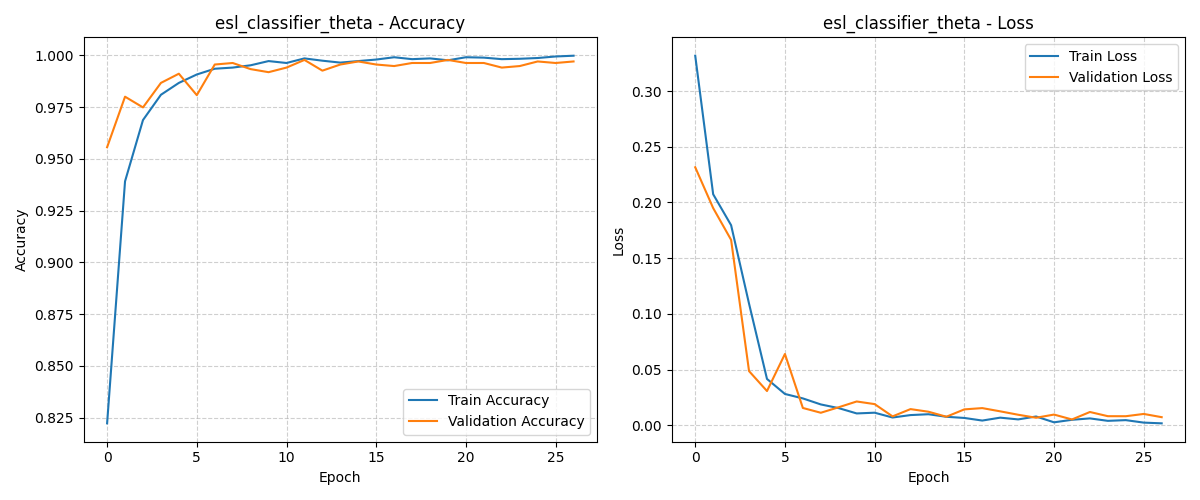 esl_classifier_theta - Accuracy
1.000
0.975
0.950
0.925
0.900
0.875
0.850
0.825
Accuracy
Train Accuracy
Validation Accuracy
0 5 10 15 20 25
Epoch
esl_classifier_theta - Loss
Train Loss
Validation Loss
0.30
0.25
0.20
0.15
0.10
0.05
0.00
Loss
0 5 10 15 20 25
Epoch